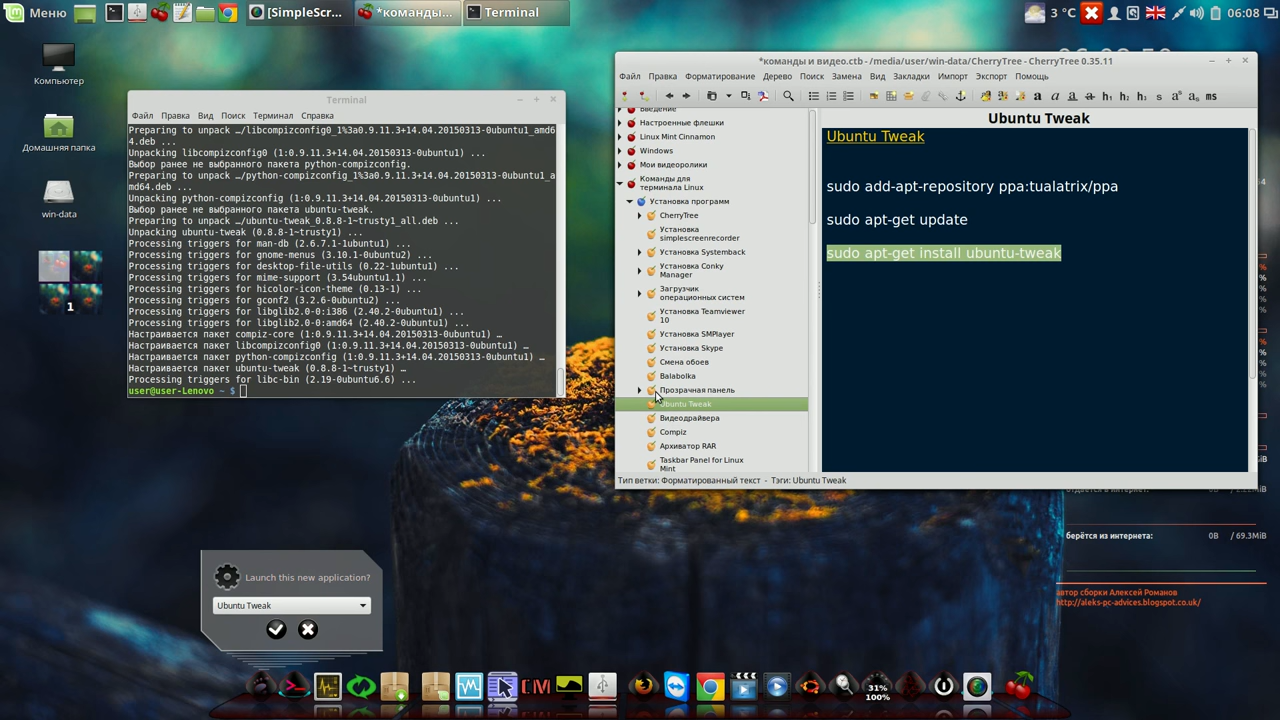 Меню
[SimpleScr...
*команды...
Terminal
3 °C
06:08
Компьютер
Домашняя папка
win-data
1
Terminal
Файл Правка Вид Поиск Терминал Справка
Preparing to unpack …/libcompizconfig0_1%3a0.9.11.3+14.04.20150313-0ubuntu1_amd6
4.deb ...
Unpacking libcompizconfig0 (1:0.9.11.3+14.04.20150313-0ubuntu1) ...
Выбор ранее не выбранного пакета python-compizconfig.
Preparing to unpack …/python-compizconfig_1%3a0.9.11.3+14.04.20150313-0ubuntu1_a
md64.deb ...
Unpacking python-compizconfig (1:0.9.11.3+14.04.20150313-0ubuntu1) ...
Выбор ранее не выбранного пакета ubuntu-tweak.
Preparing to unpack …/ubuntu-tweak_0.8.8-1~trusty1_all.deb ...
Unpacking ubuntu-tweak (0.8.8-1~trusty1) ...
Processing triggers for man-db (2.6.7.1-1ubuntu1) ...
Processing triggers for gnome-menus (3.10.1-0ubuntu2) ...
Processing triggers for desktop-file-utils (0.22-1ubuntu1) ...
Processing triggers for mime-support (3.54ubuntu1.1) ...
Processing triggers for hicolor-icon-theme (0.13-1) ...
Processing triggers for gconf2 (3.2.6-0ubuntu2) ...
Processing triggers for libglib2.0-0:i386 (2.40.2-0ubuntu1) ...
Processing triggers for libglib2.0-0:amd64 (2.40.2-0ubuntu1) ...
Настраивается пакет compiz-core (1:0.9.11.3+14.04.20150313-0ubuntu1) …
Настраивается пакет libcompizconfig0 (1:0.9.11.3+14.04.20150313-0ubuntu1) …
Настраивается пакет python-compizconfig (1:0.9.11.3+14.04.20150313-0ubuntu1) …
Настраивается пакет ubuntu-tweak (0.8.8-1~trusty1) …
Processing triggers for libc-bin (2.19-0ubuntu6.6) ...
user@user-Lenovo ~ $
*команды и видео.ctb - /media/user/win-data/CherryTree - CherryTree 0.35.11
Файл Правка Форматирование Дерево Поиск Замена Вид Закладки Импорт Экспорт Помощь
a a a a h1 h2 h3 s a a ms
Введение
Настроенные флешки
Linux Mint Cinnamon
Windows
Мои видеоролики
Команды для
терминала Linux
Установка программ
CherryTree
Установка
simplescreenrecorder
Установка Systemback
Установка Conky
Manager
Загрузчик
операционных систем
Установка Teamviewer
10
Установка SMPlayer
Установка Skype
Смена обоев
Balabolka
Прозрачная панель
Ubuntu Tweak
Видеодрайвера
Compiz
Архиватор RAR
Taskbar Panel for Linux
Mint
Ubuntu Tweak
Ubuntu Tweak
sudo add-apt-repository ppa:tualatrix/ppa
sudo apt-get update
sudo apt-get install ubuntu-tweak
Тип ветки: Форматированный текст - Тэги: Ubuntu Tweak
берётся из интернета: 0B / 69.3MiB
автор сборки Алексей Романов
http://aleks-pc-advices.blogspot.co.uk/
Launch this new application?
Ubuntu Tweak
31%
100%